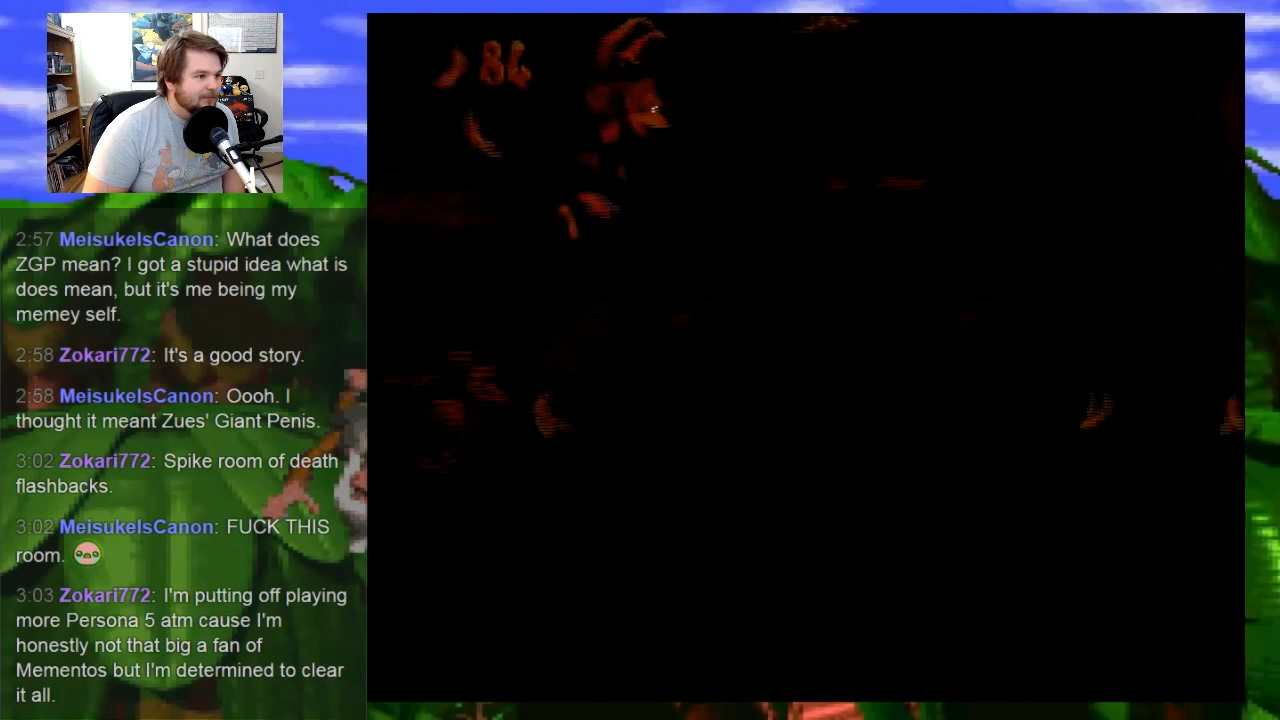 84
2:57 MeisukeIsCanon: What does
ZGP mean? I got a stupid idea what is
does mean, but it's me being my
memey self.
2:58 Zokari772: It's a good story.
2:58 MeisukeIsCanon: Oooh. I
thought it meant Zues' Giant Penis.
3:02 Zokari772: Spike room of death
flashbacks.
3:02 MeisukeIsCanon: FUCK THIS
room.
3:03 Zokari772: I'm putting off playing
more Persona 5 atm cause I'm
honestly not that big a fan of
Mementos but I'm determined to clear
it all.